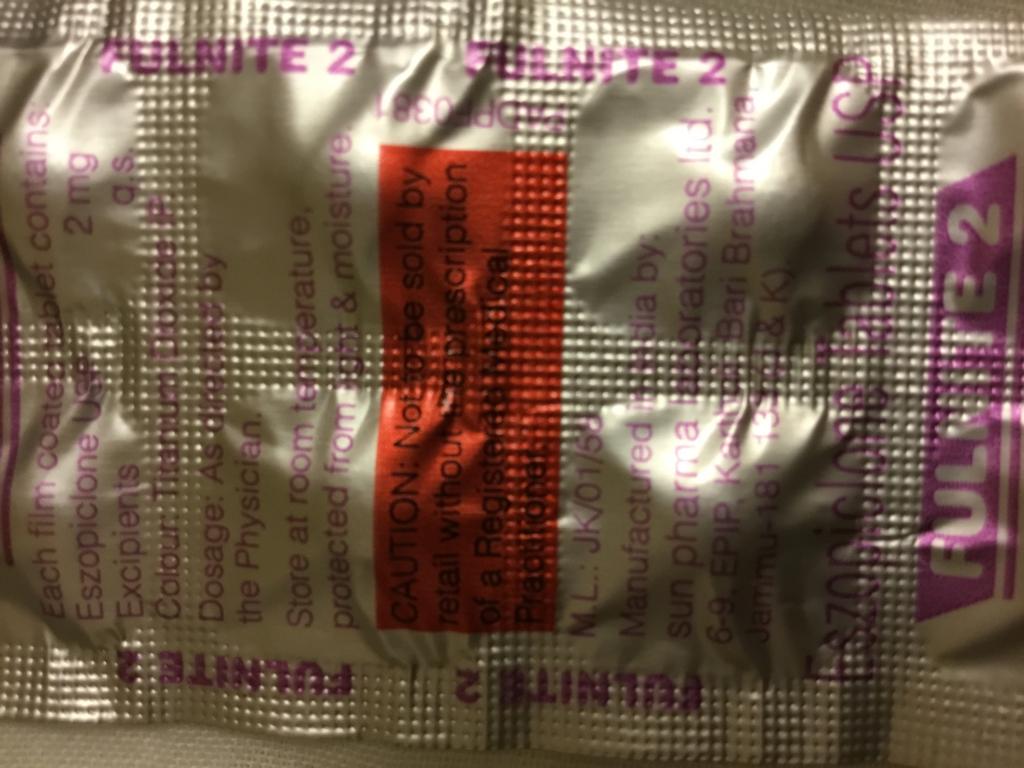 FULNITE 2
FULNITE 2
Each film coated tablet contains:
Eszopiclone USP 2 mg
Excipients q.s.
Colour: Titanium Dioxide IP
Dosage: As directed by
the Physician.
Store at room temperature,
protected from light & moisture.
CAUTION: Not to be sold by
retail without the prescription
of a Registered Medical
Practitioner.
M.L.: JK/01/
Manufactured in India by:
sun pharma laboratories ltd.
6-9, EPIP, Bari Brahmana,
Jammu-181 133 (J & K)
Eszopiclone Tablets USP
FULNITE 2
FULNITE 2
FULNITE 2